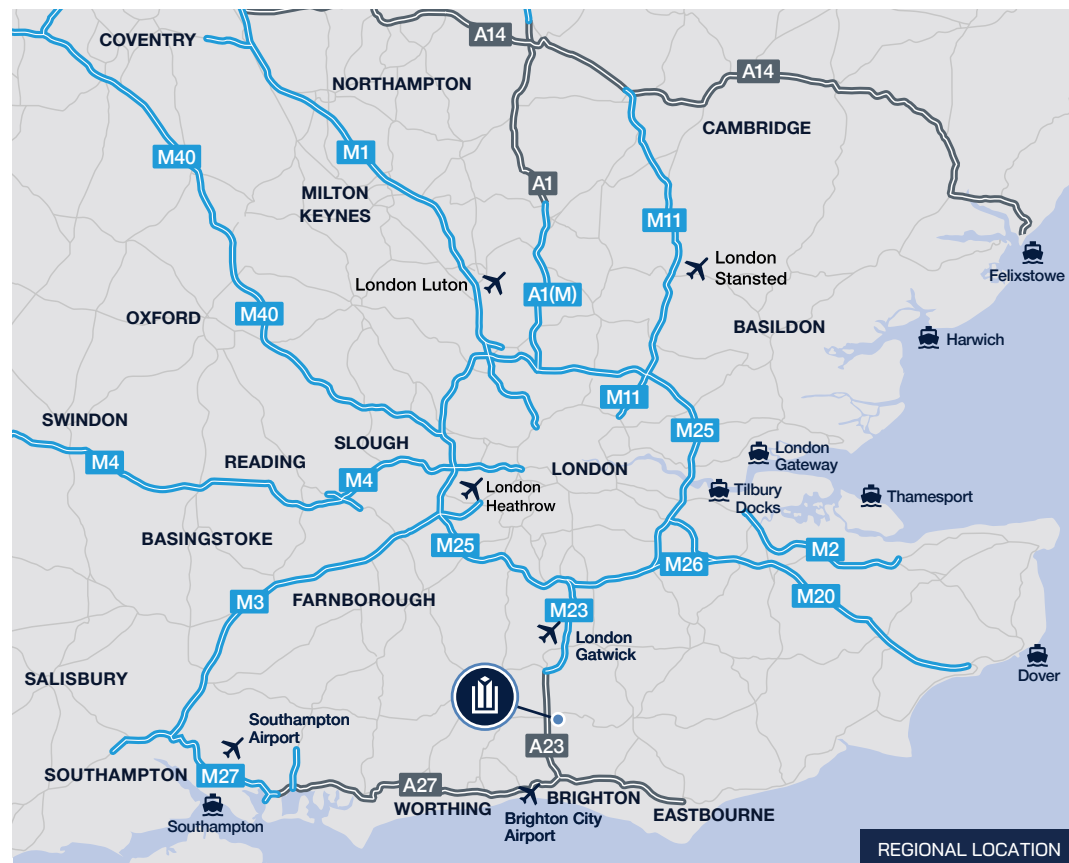 COVENTRY
A14
A14
NORTHAMPTON
CAMBRIDGE
M40
M1
A1
MILTON
KEYNES
M11
London
Stansted
Felixstowe
London Luton
A1(M)
OXFORD
M40
BASILDON
Harwich
M11
SWINDON
M25
SLOUGH
M4
READING
M4
LONDON
London
Gateway
London
Heathrow
Tilbury
Docks
Thamesport
BASINGSTOKE
M25
M2
M26
M3
FARNBOROUGH
M23
M20
London
Gatwick
SALISBURY
Dover
Southampton
Airport
A23
SOUTHAMPTON
M27
A27
WORTHING
BRIGHTON
EASTBOURNE
Southampton
Brighton City
Airport
REGIONAL LOCATION